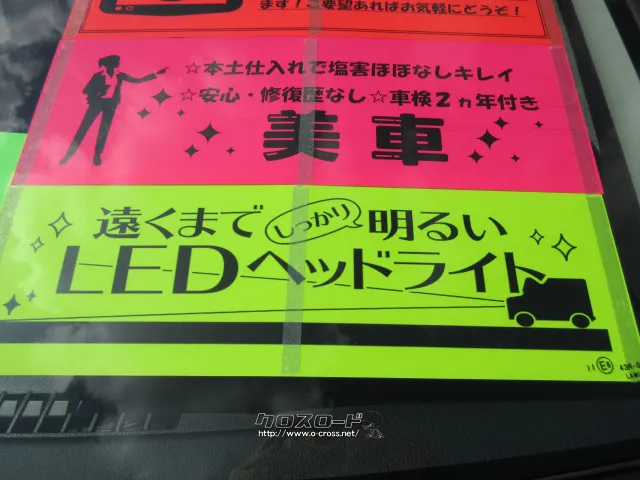 ます！ご要望あればお気軽にどうぞ！
☆本土仕入れで塩害ほぼなしキレイ
☆安心・修復歴なし☆車検2ヵ年付き
美車
遠くまでしっかり明るい
LEDヘッドライト
クロスロード
http://www.o-cross.net/